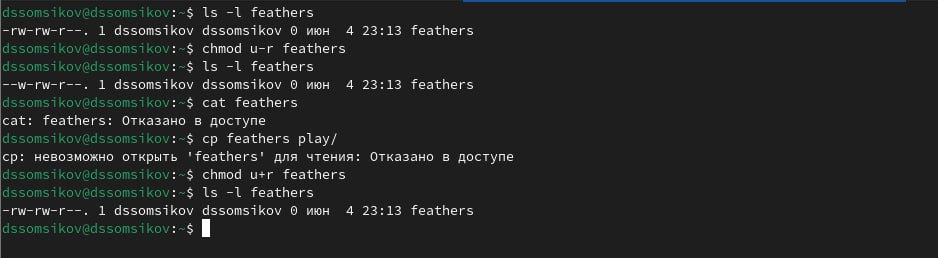 dssomsikov@dssomsikov:~$ ls -l feathers
-rw-rw-r--. 1 dssomsikov dssomsikov 0 июн  4 23:13 feathers
dssomsikov@dssomsikov:~$ chmod u-r feathers
dssomsikov@dssomsikov:~$ ls -l feathers
--w-rw-r--. 1 dssomsikov dssomsikov 0 июн  4 23:13 feathers
dssomsikov@dssomsikov:~$ cat feathers
cat: feathers: Отказано в доступе
dssomsikov@dssomsikov:~$ cp feathers play/
cp: невозможно открыть 'feathers' для чтения: Отказано в доступе
dssomsikov@dssomsikov:~$ chmod u+r feathers
dssomsikov@dssomsikov:~$ ls -l feathers
-rw-rw-r--. 1 dssomsikov dssomsikov 0 июн  4 23:13 feathers
dssomsikov@dssomsikov:~$